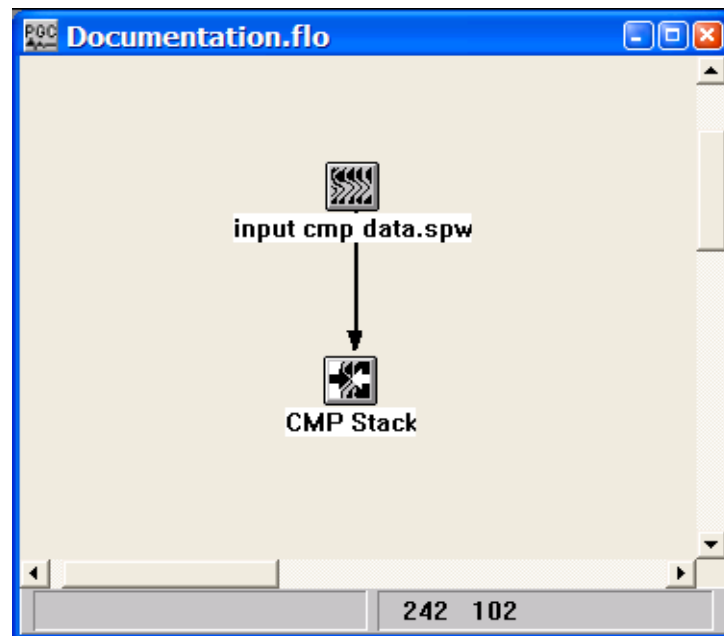 PGC
Documentation.flo
input cmp data.spw
CMP Stack
242 102